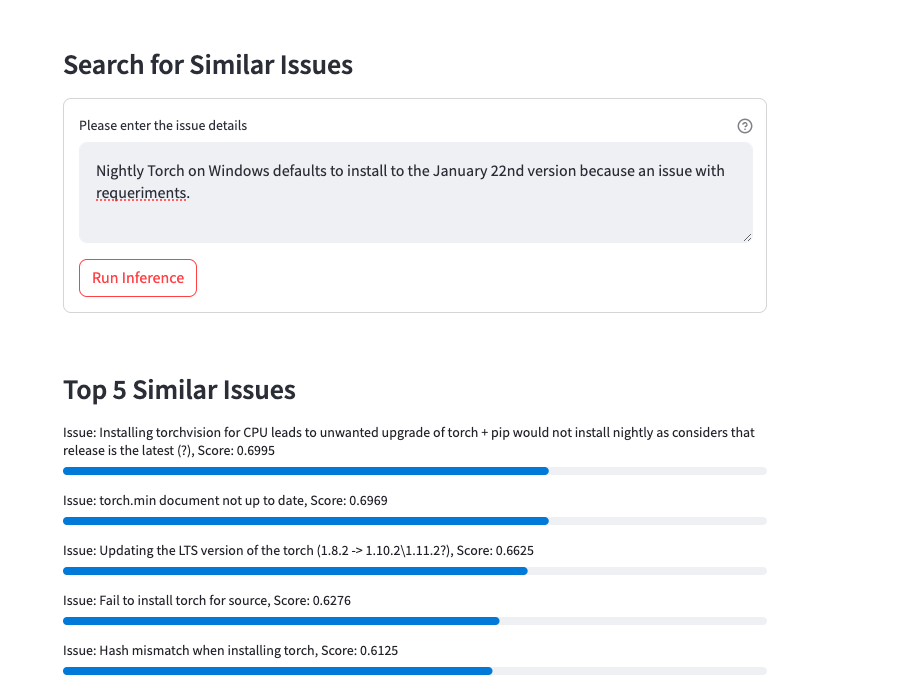 Search for Similar Issues
Please enter the issue details
Nightly Torch on Windows defaults to install to the January 22nd version because an issue with
requeriments.
Run Inference
Top 5 Similar Issues
Issue: Installing torchvision for CPU leads to unwanted upgrade of torch + pip would not install nightly as considers that
release is the latest (?), Score: 0.6995
Issue: torch.min document not up to date, Score: 0.6969
Issue: Updating the LTS version of the torch (1.8.2 -> 1.10.2\1.11.2?), Score: 0.6625
Issue: Fail to install torch for source, Score: 0.6276
Issue: Hash mismatch when installing torch, Score: 0.6125